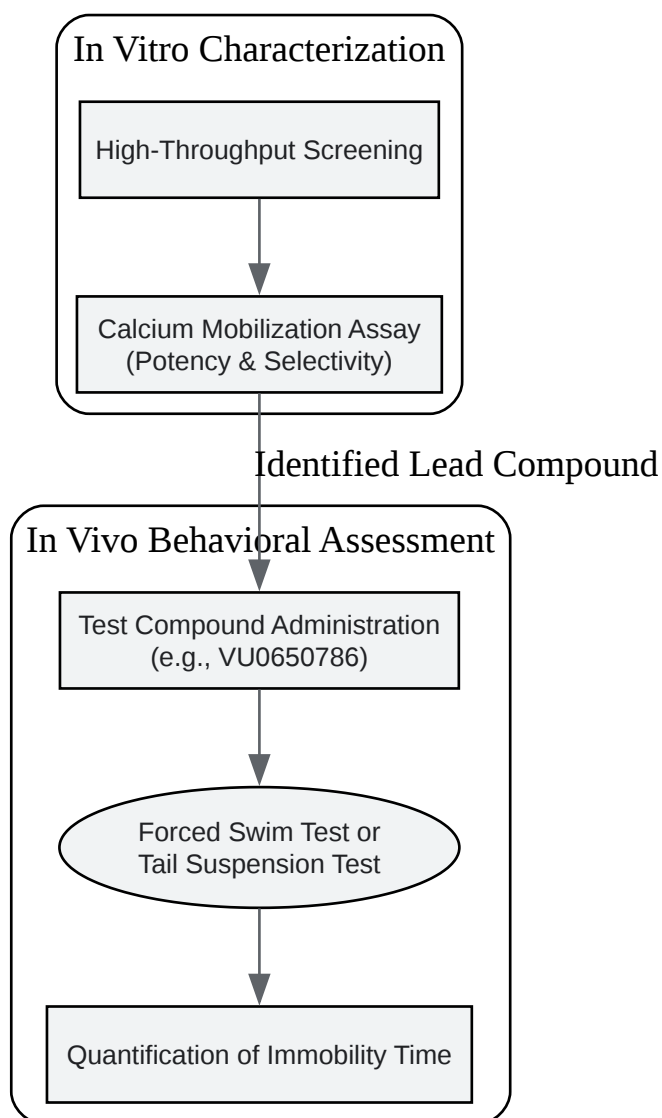 In Vitro Characterization
High-Throughput Screening
Calcium Mobilization Assay
(Potency & Selectivity)
Identified Lead Compound
In Vivo Behavioral Assessment
Test Compound Administration
(e.g., VU0650786)
Forced Swim Test or
Tail Suspension Test
Quantification of Immobility Time